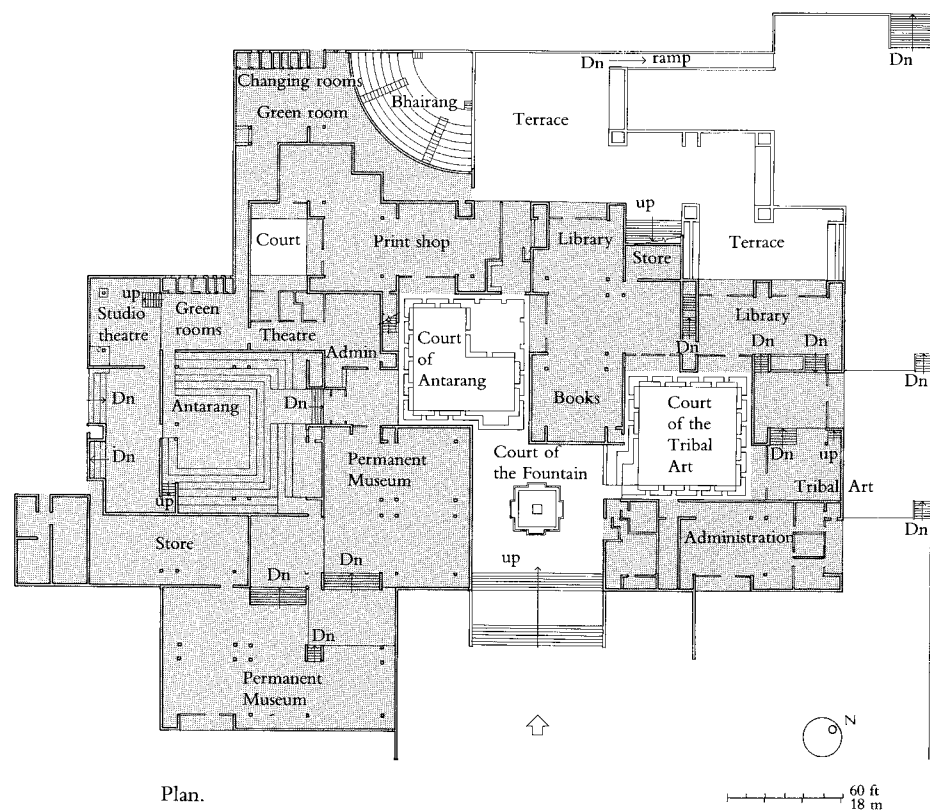 Dn
ramp
Dn
Changing rooms
Bhairang
Green room
Terrace
up
Court
Print shop
Library
Terrace
Store
up
Studio
theatre
Green
rooms
Theatre
Library
Admin
Court
of
Antarang
Dn
Dn
Dn
Dn
Dn
Antarang
Dn
Books
Court
of the
Tribal
Art
Dn
Permanent
Museum
Court of
the Fountain
Dn
up
up
Tribal Art
Store
Administration
Dn
up
Dn
Dn
Dn
Permanent
Museum
N
Plan.
60 ft
18 m